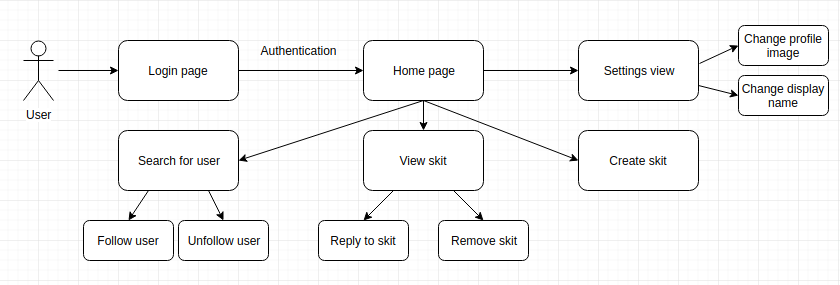 Authentication
User
Login page
Home page
Settings view
Change profile
image
Change display
name
Search for user
View skit
Create skit
Follow user
Unfollow user
Reply to skit
Remove skit